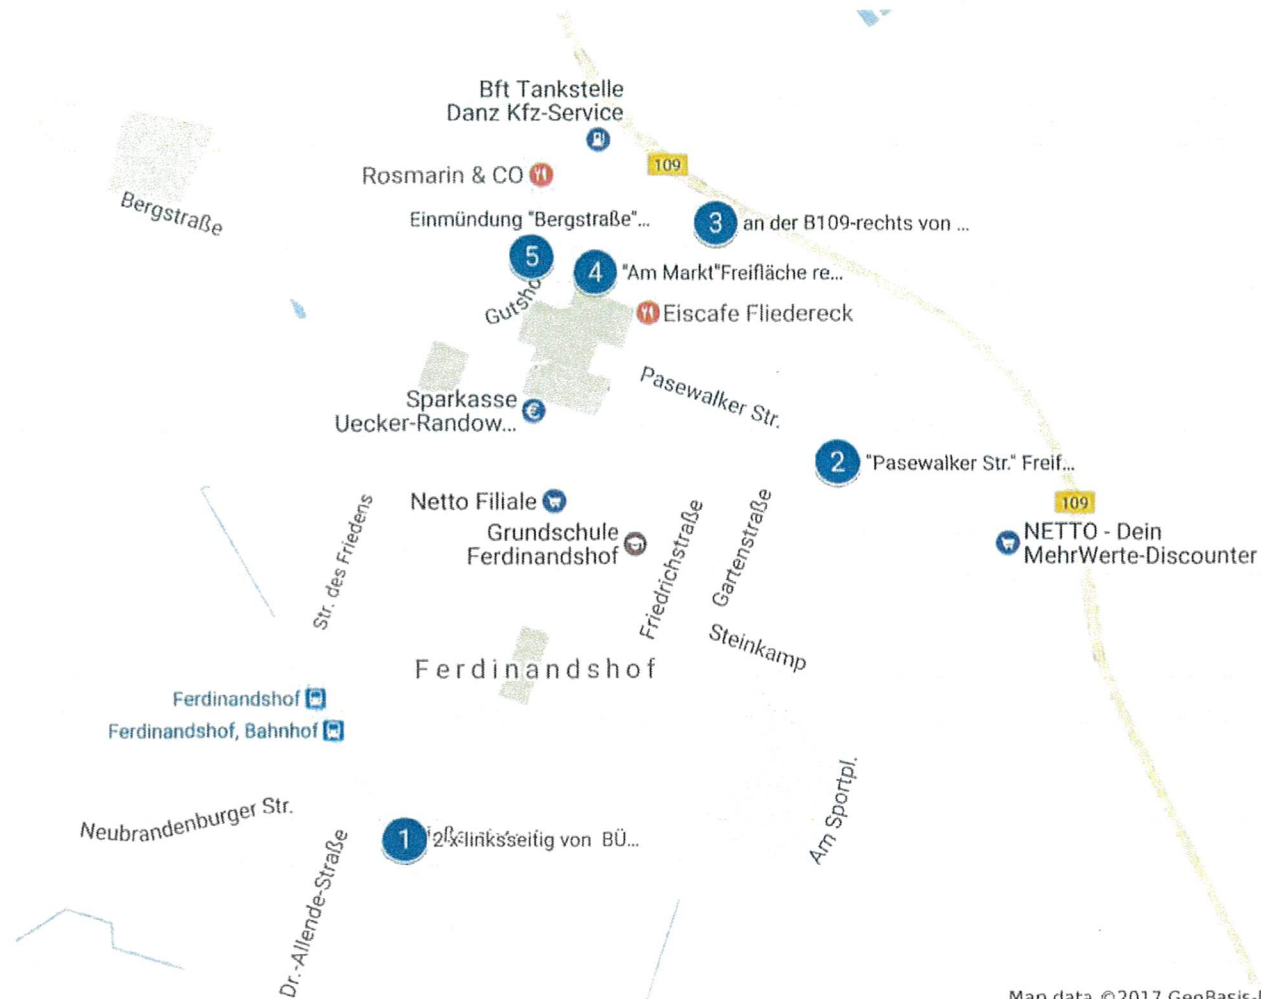 Bft Tankstelle
Danz Kfz-Service
109
Rosmarin & CO
Bergstraße
Einmündung "Bergstraße"...
3 an der B109-rechts von ...
5
4 "Am Markt"Freifläche re...
Gutsho
Eiscafe Fliedereck
Pasewalker Str.
Sparkasse
Uecker-Randow...
2 "Pasewalker Str." Freif...
Netto Filiale
109
Grundschule
Ferdinandshof
NETTO - Dein
MehrWerte-Discounter
Str. des Friedens
Friedrichstraße
Gartenstraße
Steinkamp
Ferdinandshof
Ferdinandshof
Ferdinandshof, Bahnhof
Neubrandenburger Str.
Am Sportpl.
1 2 x linksseitig von BÜ...
Dr.-Allende-Straße
Map data ©2017 GeoBasis-